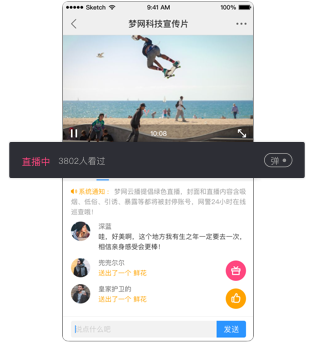 Sketch 9:41 AM 100%
梦网科技宣传片
10:08
直播中 3802人看过 弹
系统通知： 梦网云播提倡绿色直播，封面和直播内容含吸
烟、低俗、引诱、暴露等都将被封停账号，网警24小时在线
巡查哦！
深蓝
哇，好美啊，这个地方我有生之年一定要去一次，
相信亲身感受会更棒！
兜兜尔尔
送出了一个 鲜花
皇家护卫的
送出了一个 鲜花
说点什么吧 发送